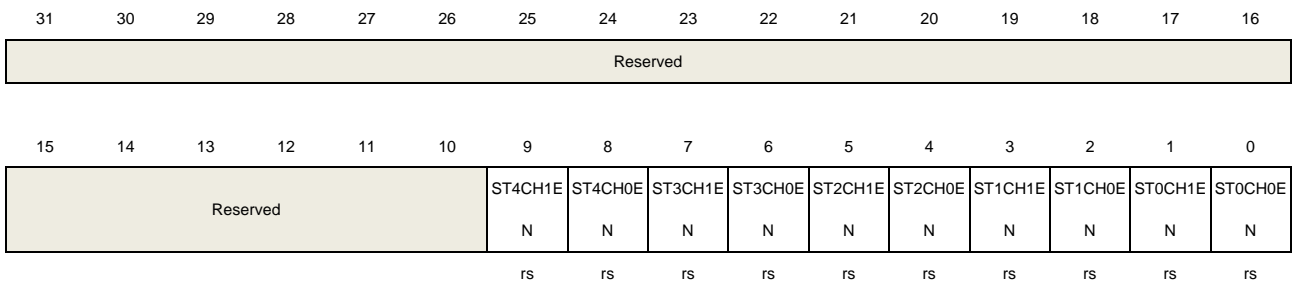 31 30 29 28 27 26 25 24 23 22 21 20 19 18 17 16
Reserved
15 14 13 12 11 10 9 8 7 6 5 4 3 2 1 0
Reserved ST4CH1E ST4CH0E ST3CH1E ST3CH0E ST2CH1E ST2CH0E ST1CH1E ST1CH0E ST0CH1E ST0CH0E
N N N N N N N N N N
rs rs rs rs rs rs rs rs rs rs